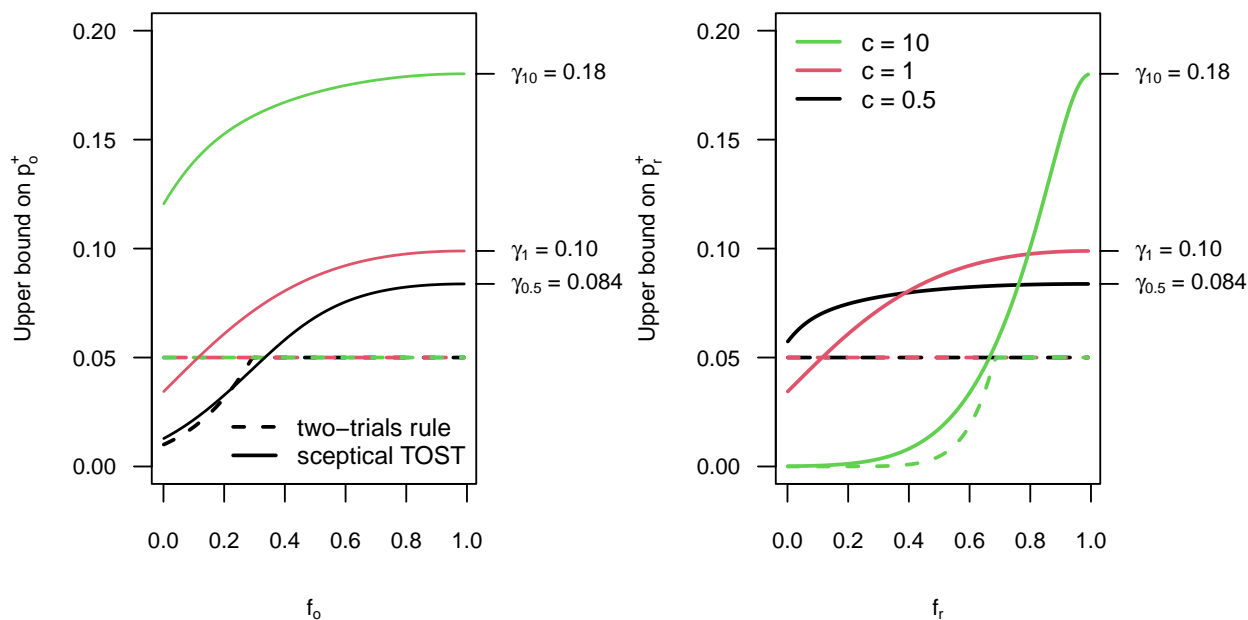 Upper bound on pₒ⁺
0.20
0.15
0.10
0.05
0.00
γ₁₀ = 0.18
γ₁ = 0.10
γ₀.₅ = 0.084
two−trials rule
sceptical TOST
0.0 0.2 0.4 0.6 0.8 1.0
fₒ
Upper bound on pᵣ⁺
0.20
0.15
0.10
0.05
0.00
c = 10
c = 1
c = 0.5
γ₁₀ = 0.18
γ₁ = 0.10
γ₀.₅ = 0.084
0.0 0.2 0.4 0.6 0.8 1.0
fᵣ